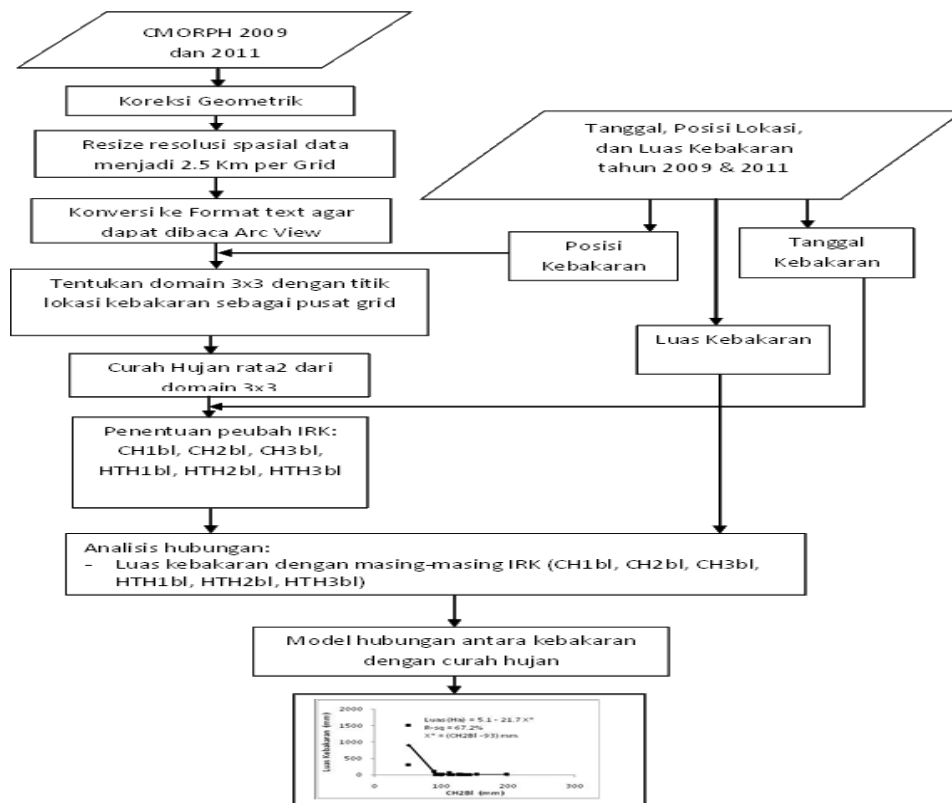 CMORPH 2009
dan 2011
Koreksi Geometrik
Resize resolusi spasial data
menjadi 2.5 Km per Grid
Konversi ke Format text agar
dapat dibaca Arc View
Tanggal, Posisi Lokasi,
dan Luas Kebakaran
tahun 2009 & 2011
Posisi
Kebakaran
Tanggal
Kebakaran
Tentukan domain 3x3 dengan titik
lokasi kebakaran sebagai pusat grid
Luas Kebakaran
Curah Hujan rata2 dari
domain 3x3
Penentuan peubah IRK:
CH1bl, CH2bl, CH3bl,
HTH1bl, HTH2bl, HTH3bl
Analisis hubungan:
- Luas kebakaran dengan masing-masing IRK (CH1bl, CH2bl, CH3bl,
HTH1bl, HTH2bl, HTH3bl)
Model hubungan antara kebakaran
dengan curah hujan
Luas Kebakaran (mm)
2000
1500
1000
500
0
Luas (Ha) = 5.1 - 21.7 X*
R-sq = 67.2%
X* = (CH2Bl -93) mm
0
100
200
300
CH2Bl (mm)